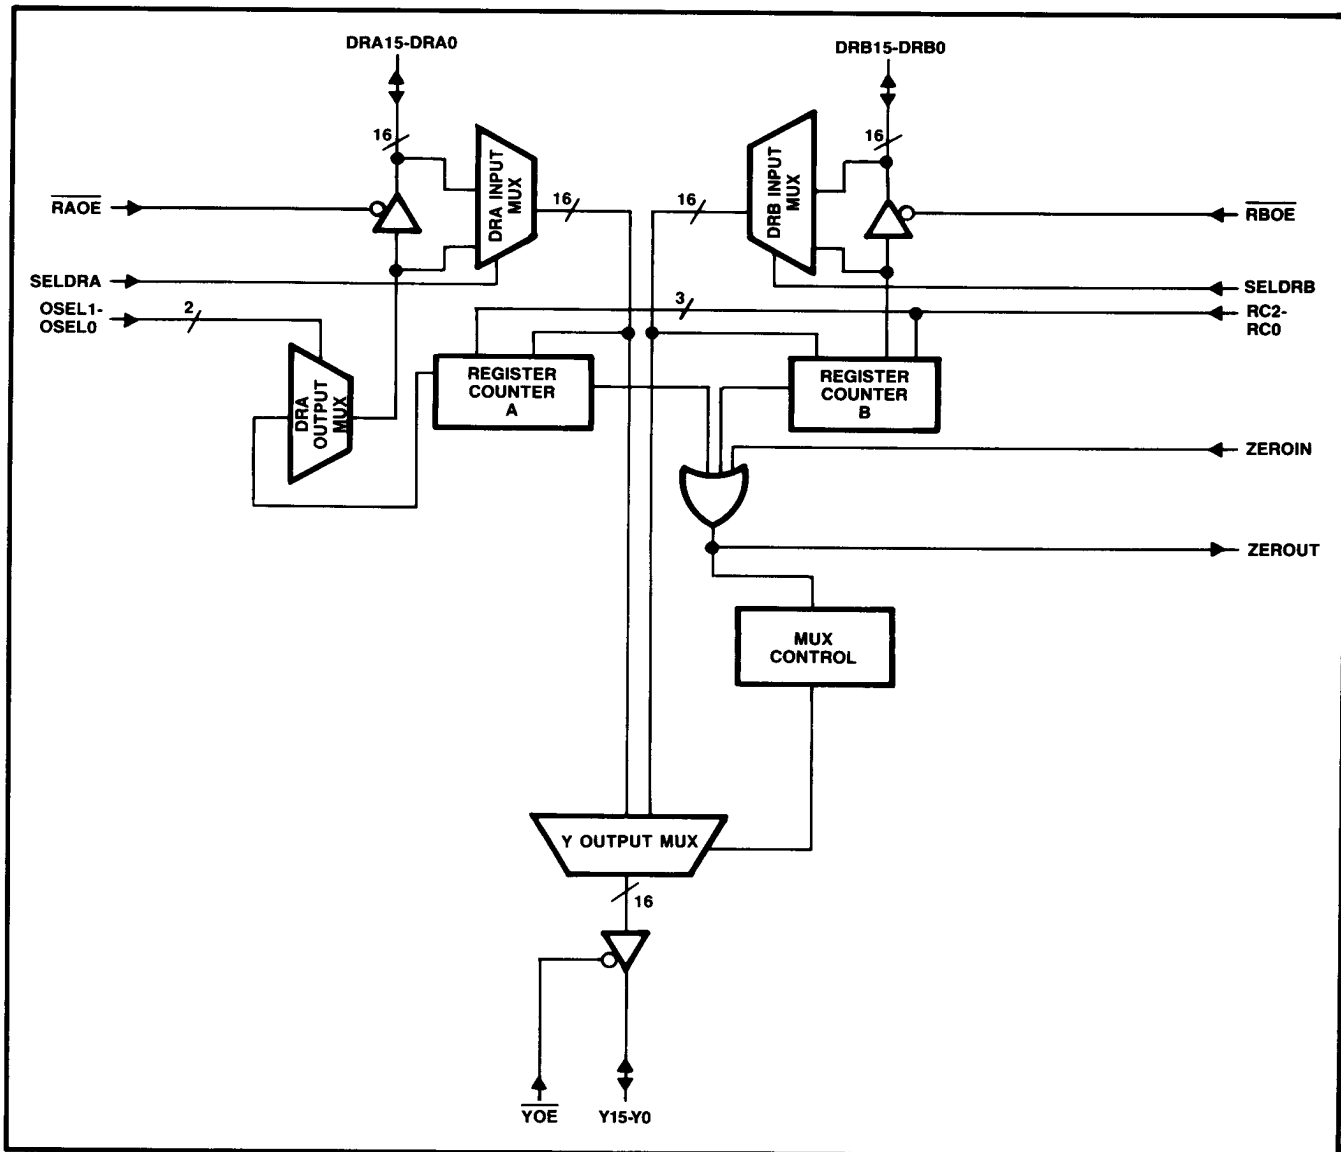 DRA15-DRA0
DRB15-DRB0
16
16
DRA INPUT
MUX
DRB INPUT
MUX
16
16
RAOE
RBOE
SELDRA
SELDRB
OSEL1-
OSEL0
2
3
RC2-
RC0
REGISTER
COUNTER
A
REGISTER
COUNTER
B
DRA
OUTPUT
MUX
ZEROIN
ZEROUT
MUX
CONTROL
Y OUTPUT MUX
16
YOE
Y15-Y0